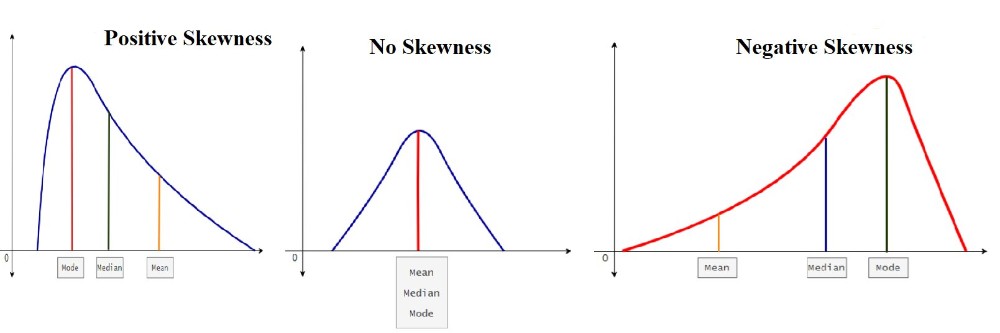 Positive Skewness
0
Mode
Median
Mean
No Skewness
0
Mean
Median
Mode
Negative Skewness
0
Mean
Median
Mode